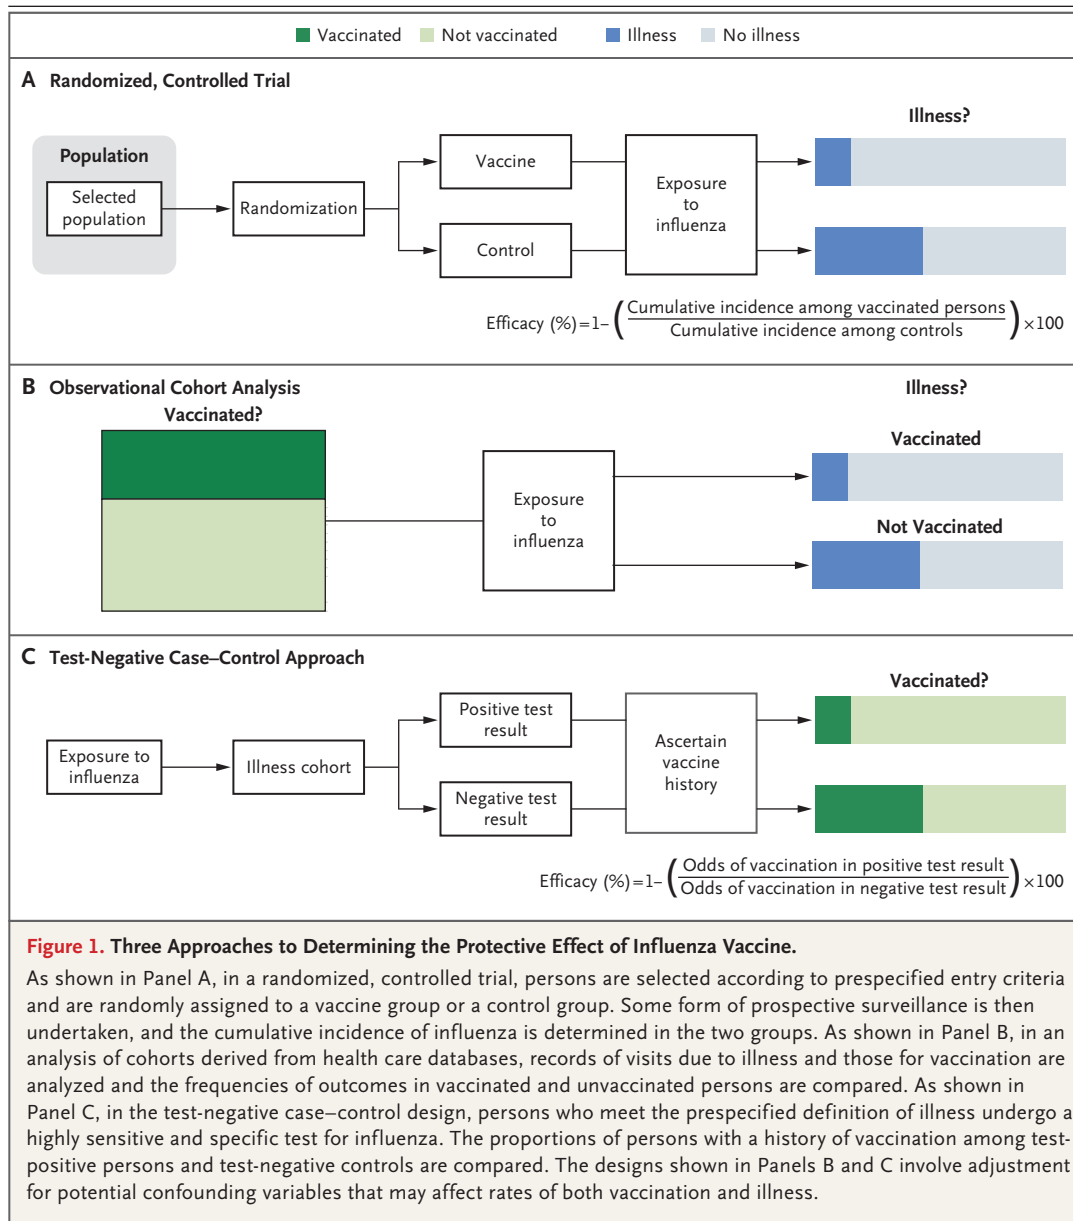 Vaccinated Not vaccinated Illness No illness
A Randomized, Controlled Trial
Illness?
Population
Selected
population
Randomization
Vaccine
Control
Exposure
to
influenza
Efficacy (%)=1–(Cumulative incidence among vaccinated persons
Cumulative incidence among controls)×100
B Observational Cohort Analysis
Vaccinated?
Illness?
Exposure
to
influenza
Vaccinated
Not Vaccinated
C Test-Negative Case–Control Approach
Vaccinated?
Exposure to
influenza
Illness cohort
Positive test
result
Negative test
result
Ascertain
vaccine
history
Efficacy (%)=1–(Odds of vaccination in positive test result
Odds of vaccination in negative test result)×100
Figure 1. Three Approaches to Determining the Protective Effect of Influenza Vaccine.
As shown in Panel A, in a randomized, controlled trial, persons are selected according to prespecified entry criteria
and are randomly assigned to a vaccine group or a control group. Some form of prospective surveillance is then
undertaken, and the cumulative incidence of influenza is determined in the two groups. As shown in Panel B, in an
analysis of cohorts derived from health care databases, records of visits due to illness and those for vaccination are
analyzed and the frequencies of outcomes in vaccinated and unvaccinated persons are compared. As shown in
Panel C, in the test-negative case–control design, persons who meet the prespecified definition of illness undergo a
highly sensitive and specific test for influenza. The proportions of persons with a history of vaccination among test-
positive persons and test-negative controls are compared. The designs shown in Panels B and C involve adjustment
for potential confounding variables that may affect rates of both vaccination and illness.